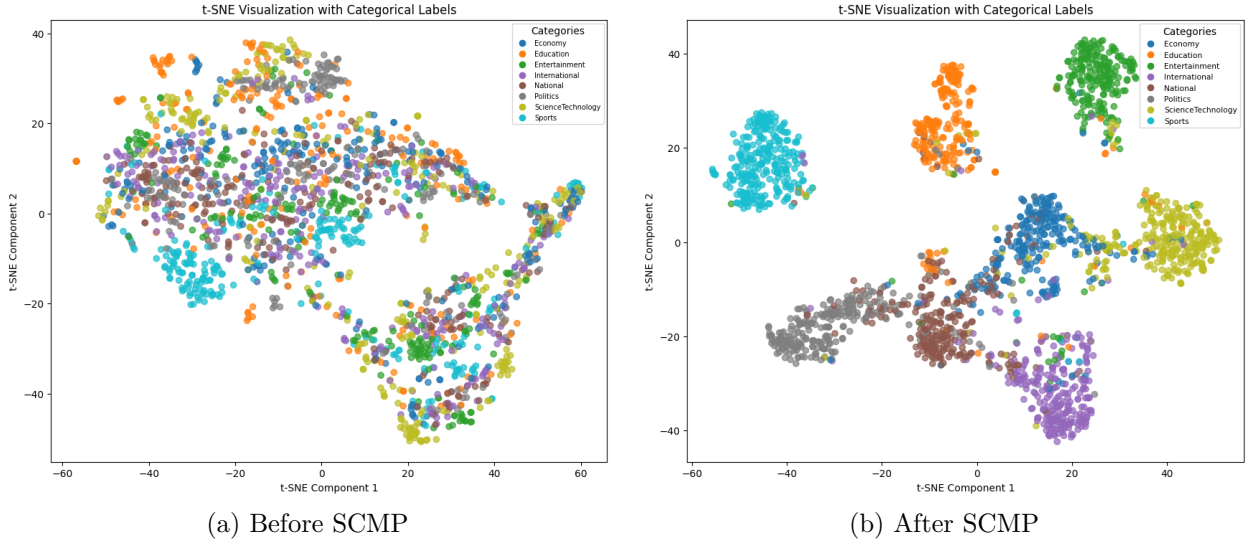 t-SNE Visualization with Categorical Labels
40
20
0
−20
−40
t-SNE Component 2
−60
−40
−20
0
20
40
60
t-SNE Component 1
Categories
Economy
Education
Entertainment
International
National
Politics
ScienceTechnology
Sports
(a) Before SCMP
t-SNE Visualization with Categorical Labels
40
20
0
−20
−40
t-SNE Component 2
−60
−40
−20
0
20
40
t-SNE Component 1
Categories
Economy
Education
Entertainment
International
National
Politics
ScienceTechnology
Sports
(b) After SCMP